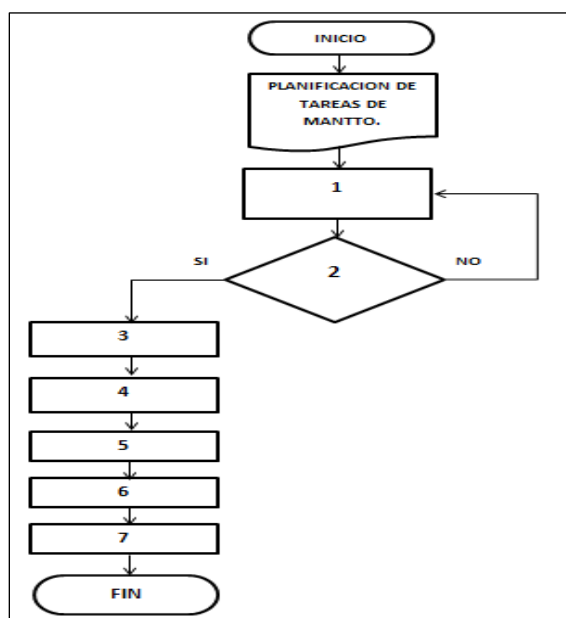 INICIO
PLANIFICACION DE
TAREAS DE
MANTTO.
1
2
SI
NO
3
4
5
6
7
FIN